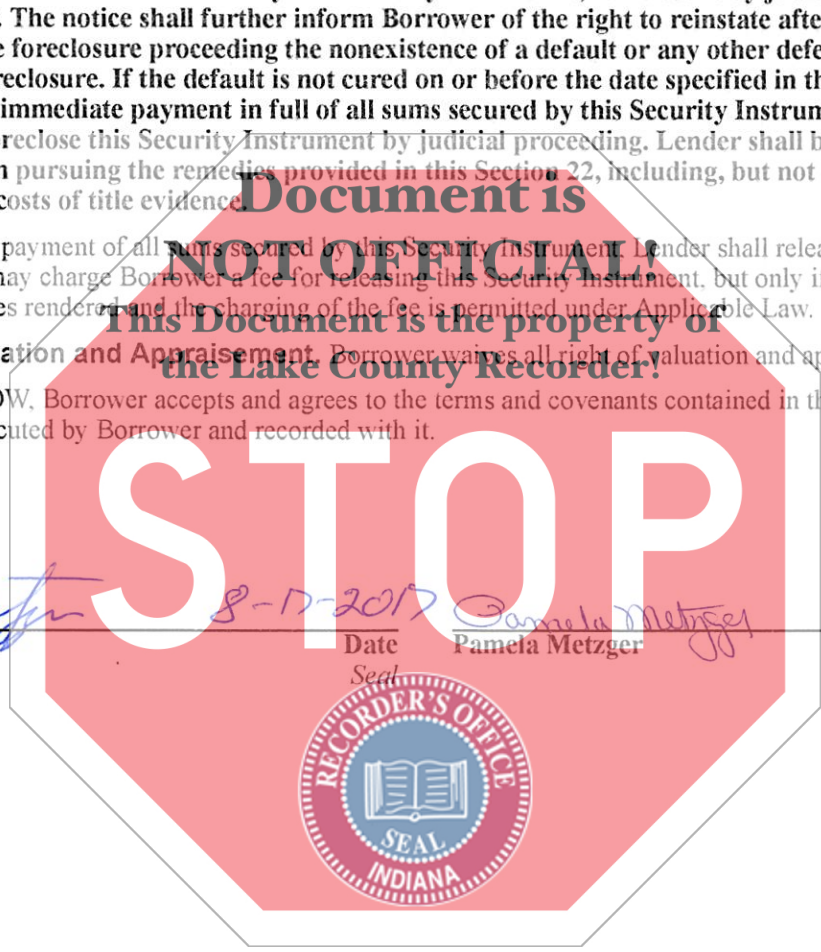 . The notice shall further inform Borrower of the right to reinstate afte
e foreclosure proceeding the nonexistence of a default or any other defe
reclosure. If the default is not cured on or before the date specified in th
immediate payment in full of all sums secured by this Security Instrum
reclose this Security Instrument by judicial proceeding. Lender shall b
n pursuing the remedies provided in this Section 22, including, but not
costs of title evidence.
Document is
payment of all sums secured by this Security Instrument, Lender shall relea
NOT OFFICIAL!
may charge Borrower a fee for releasing this Security Instrument, but only i
es rendered and the charging of the fee is permitted under Applicable Law.
This Document is the property of
ation and Appraisement. Borrower waives all right of valuation and ap
the Lake County Recorder!
OW, Borrower accepts and agrees to the terms and covenants contained in th
cuted by Borrower and recorded with it.
STOP
8-17-2017 Pamela Metzger
Date Pamela Metzger
Seal
RECORDER'S OFFICE
SEAL
INDIANA